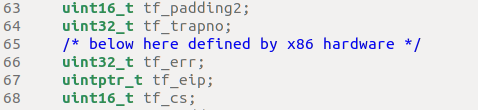 63 uint16_t tf_padding2;
64 uint32_t tf_trapno;
65 /* below here defined by x86 hardware */
66 uint32_t tf_err;
67 uintptr_t tf_eip;
68 uint16_t tf_cs;